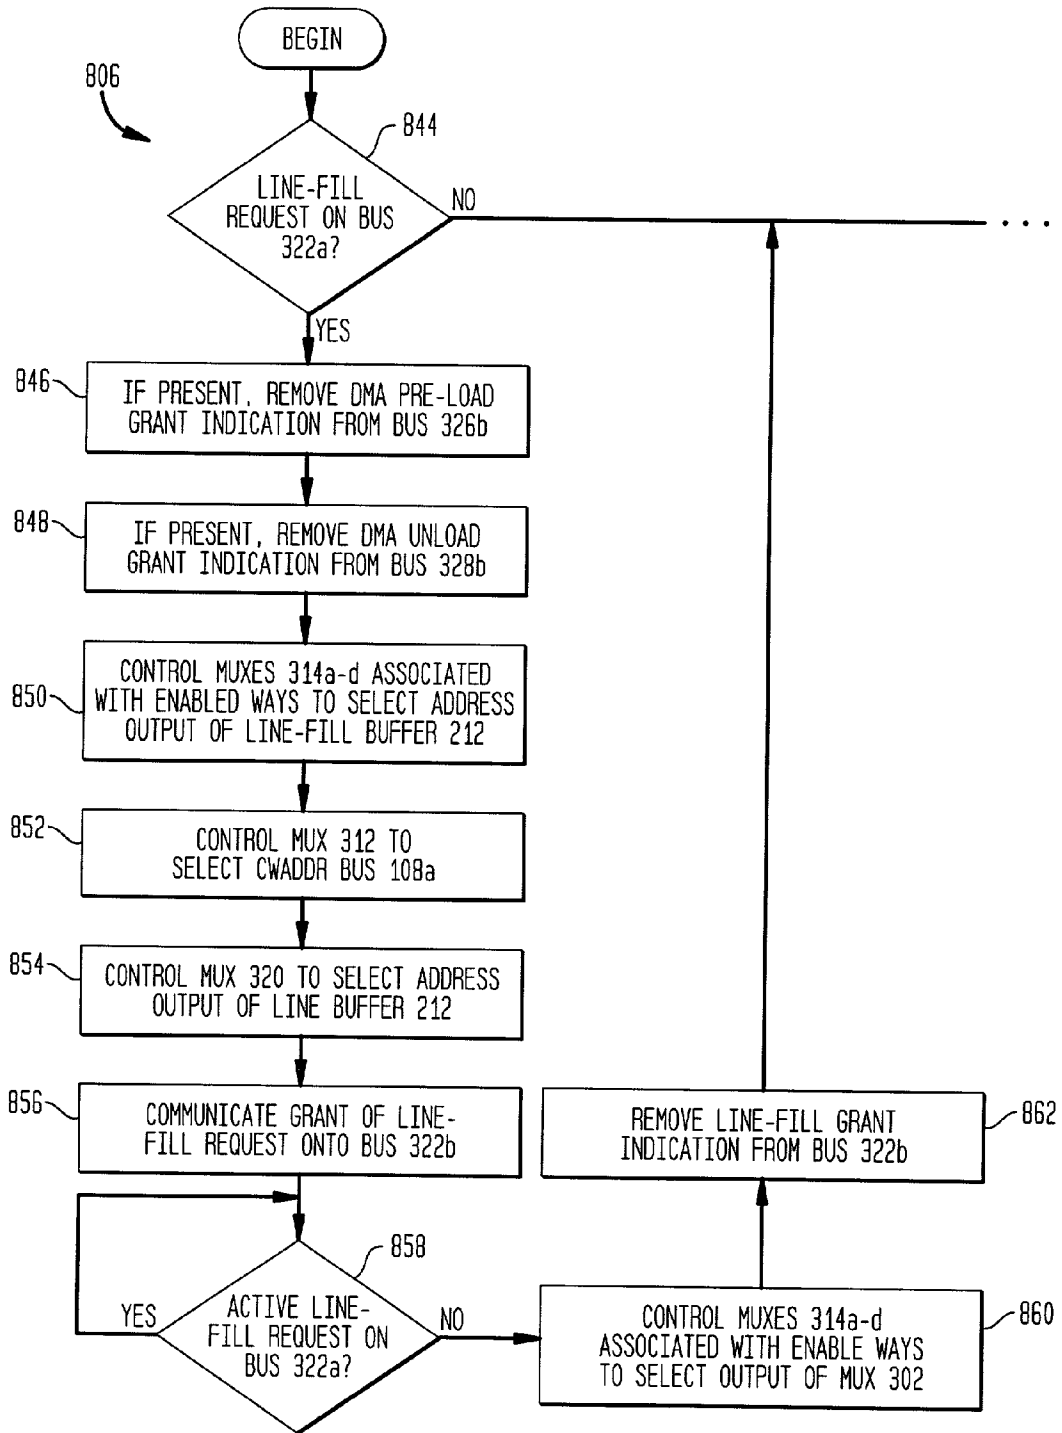 BEGIN
806
844
LINE-FILL
REQUEST ON BUS
322a?
NO
. . .
YES
846
IF PRESENT, REMOVE DMA PRE-LOAD
GRANT INDICATION FROM BUS 326b
848
IF PRESENT, REMOVE DMA UNLOAD
GRANT INDICATION FROM BUS 328b
850
CONTROL MUXES 314a-d ASSOCIATED
WITH ENABLED WAYS TO SELECT ADDRESS
OUTPUT OF LINE-FILL BUFFER 212
852
CONTROL MUX 312 TO
SELECT CWADDR BUS 108a
854
CONTROL MUX 320 TO SELECT ADDRESS
OUTPUT OF LINE BUFFER 212
856
COMMUNICATE GRANT OF LINE-
FILL REQUEST ONTO BUS 322b
REMOVE LINE-FILL GRANT
INDICATION FROM BUS 322b
862
858
YES
ACTIVE LINE-
FILL REQUEST ON
BUS 322a?
NO
CONTROL MUXES 314a-d
ASSOCIATED WITH ENABLE WAYS
TO SELECT OUTPUT OF MUX 302
860